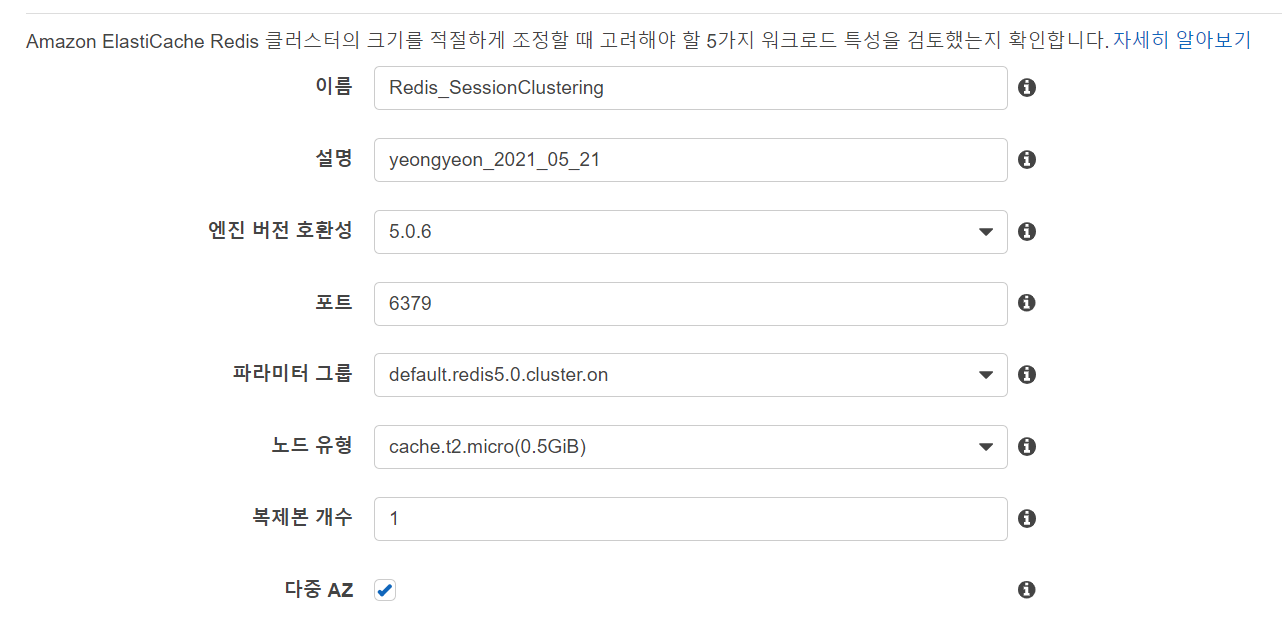 Amazon ElastiCache Redis 클러스터의 크기를 적절하게 조정할 때 고려해야 할 5가지 워크로드 특성을 검토했는지 확인합니다. 자세히 알아보기
이름 Redis_SessionClustering
설명 yeongyeon_2021_05_21
엔진 버전 호환성 5.0.6
포트 6379
파라미터 그룹 default.redis5.0.cluster.on
노드 유형 cache.t2.micro(0.5GiB)
복제본 개수 1
다중 AZ